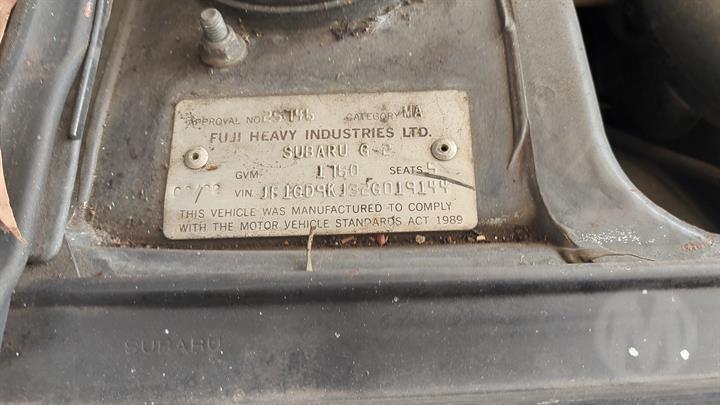 APPROVAL NO. CATEGORY MA
FUJI HEAVY INDUSTRIES LTD.
SUBARU G-2
GVM 1760 SEATS 5
VIN.
THIS VEHICLE WAS MANUFACTURED TO COMPLY
WITH THE MOTOR VEHICLE STANDARDS ACT 1989
SUBARU
M